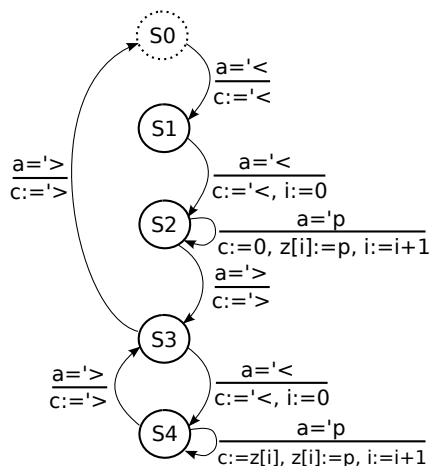 S0
a='<
c:='<
S1
a='<
c:='<, i:=0
a='>
c:='>
S2
a='p
c:=0, z[i]:=p, i:=i+1
a='>
c:='>
S3
a='<
c:='<, i:=0
a='>
c:='>
S4
a='p
c:=z[i], z[i]:=p, i:=i+1